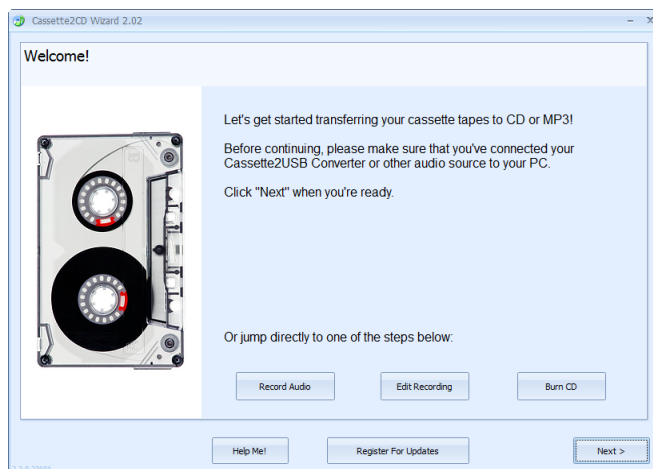 Cassette2CD Wizard 2.02
Welcome!
Let's get started transferring your cassette tapes to CD or MP3!
Before continuing, please make sure that you've connected your
Cassette2USB Converter or other audio source to your PC.
Click "Next" when you're ready.
Or jump directly to one of the steps below:
Record Audio
Edit Recording
Burn CD
Help Me!
Register For Updates
Next >